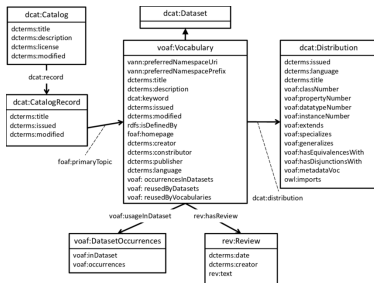 dcat:Catalog
dcterms:title
dcterms:description
dcterms:license
dcterms:modified
dcat:record
dcat:CatalogRecord
dcterms:title
dcterms:issued
dcterms:modified
foaf:primaryTopic
dcat:Dataset
voaf:Vocabulary
vann:preferredNamespaceUri
vann:preferredNamespacePrefix
dcterms:title
dcterms:description
dcat:keyword
dcterms:issued
dcterms:modified
rdfs:isDefinedBy
foaf:homepage
dcterms:creator
dcterms:constributor
dcterms:publisher
dcterms:language
voaf: occurrencesInDatasets
voaf: reusedByDatasets
voaf: reusedByVocabularies
dcat:Distribution
dcterms:issued
dcterms:language
dcterms:title
voaf:classNumber
voaf:propertyNumber
voaf:datatypeNumber
voaf:instanceNumber
voaf:extends
voaf:specializes
voaf:generalizes
voaf:hasEquivalencesWith
voaf:hasDisjunctionsWith
voaf:metadataVoc
owl:imports
dcat:distribution
voaf:usageInDataset
rev:hasReview
voaf:DatasetOccurrences
voaf:inDataset
voaf:occurrences
rev:Review
dcterms:date
dcterms:creator
rev:text